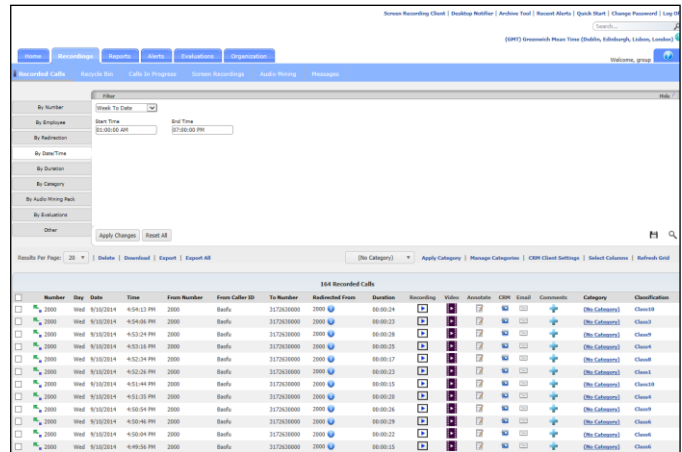 Screen Recording Client | Desktop Notifier | Archive Tool | Recent Alerts | Quick Start | Change Password | Log Of
Search...
(GMT) Greenwich Mean Time (Dublin, Edinburgh, Lisbon, London)
Home Recordings Reports Alerts Evaluations Organization
Welcome, group
Recorded Calls Recycle Bin Calls In Progress Screen Recordings Audio Mining Messages
Filter Hide
By Number
By Employee
By Redirection
By Date/Time
By Duration
By Category
By Audio Mining Pack
By Evaluations
Other
Week To Date
Start Time End Time
01:00:00 AM 07:00:00 PM
Apply Changes Reset All
Results Per Page: 20 | Delete | Download | Export | Export All (No Category) Apply Category | Manage Categories | CRM Client Settings | Select Columns | Refresh Grid
164 Recorded Calls
Number Day Date Time From Number From Caller ID To Number Redirected From Duration Recording Video Annotate CRM Email Comments Category Classification
2000 Wed 9/10/2014 4:54:13 PM 2000 Basfu 3172630000 2000 00:00:24 (No Category) Class10
2000 Wed 9/10/2014 4:54:06 PM 2000 Basfu 3172630000 2000 00:00:23 (No Category) Class3
2000 Wed 9/10/2014 4:53:24 PM 2000 Basfu 3172630000 2000 00:00:28 (No Category) Class9
2000 Wed 9/10/2014 4:53:16 PM 2000 Basfu 3172630000 2000 00:00:25 (No Category) Class4
2000 Wed 9/10/2014 4:52:34 PM 2000 Basfu 3172630000 2000 00:00:17 (No Category) Class8
2000 Wed 9/10/2014 4:52:26 PM 2000 Basfu 3172630000 2000 00:00:23 (No Category) Class1
2000 Wed 9/10/2014 4:51:44 PM 2000 Basfu 3172630000 2000 00:00:15 (No Category) Class10
2000 Wed 9/10/2014 4:51:35 PM 2000 Basfu 3172630000 2000 00:00:20 (No Category) Class4
2000 Wed 9/10/2014 4:50:54 PM 2000 Basfu 3172630000 2000 00:00:26 (No Category) Class9
2000 Wed 9/10/2014 4:50:46 PM 2000 Basfu 3172630000 2000 00:00:29 (No Category) Class6
2000 Wed 9/10/2014 4:50:04 PM 2000 Basfu 3172630000 2000 00:00:22 (No Category) Class6
2000 Wed 9/10/2014 4:49:56 PM 2000 Basfu 3172630000 2000 00:00:15 (No Category) Class6